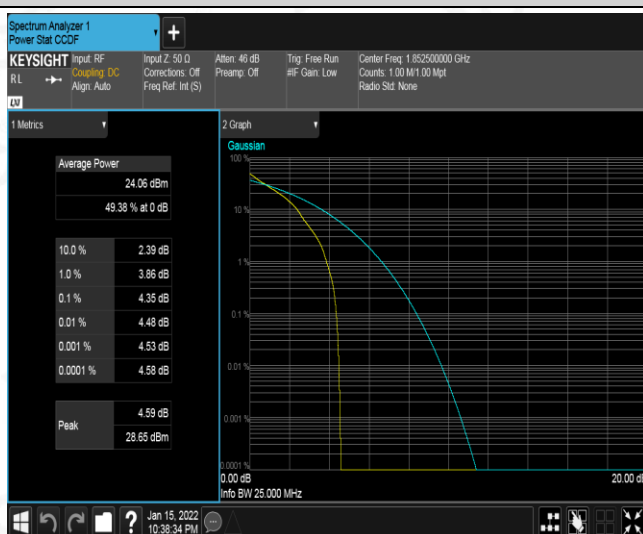 Spectrum Analyzer 1
Power Stat CCDF
+
KEYSIGHT
RL
Input: RF
Coupling: DC
Align: Auto
Input Z: 50 Ω
Corrections: Off
Freq Ref: Int (S)
Atten: 46 dB
Preamp: Off
Trig: Free Run
#IF Gain: Low
Center Freq: 1.852500000 GHz
Counts: 1.00 M/1.00 Mpt
Radio Std: None
LXI
1 Metrics
Average Power
24.06 dBm
49.38 % at 0 dB
10.0 % 2.39 dB
1.0 % 3.86 dB
0.1 % 4.35 dB
0.01 % 4.48 dB
0.001 % 4.53 dB
0.0001 % 4.58 dB
Peak
4.59 dB
28.65 dBm
2 Graph
Gaussian
100 %
10 %
1 %
0.1 %
0.01 %
0.001 %
0.0001 %
0.00 dB
20.00 dB
Info BW 25.000 MHz
?
Jan 15, 2022
10:38:34 PM